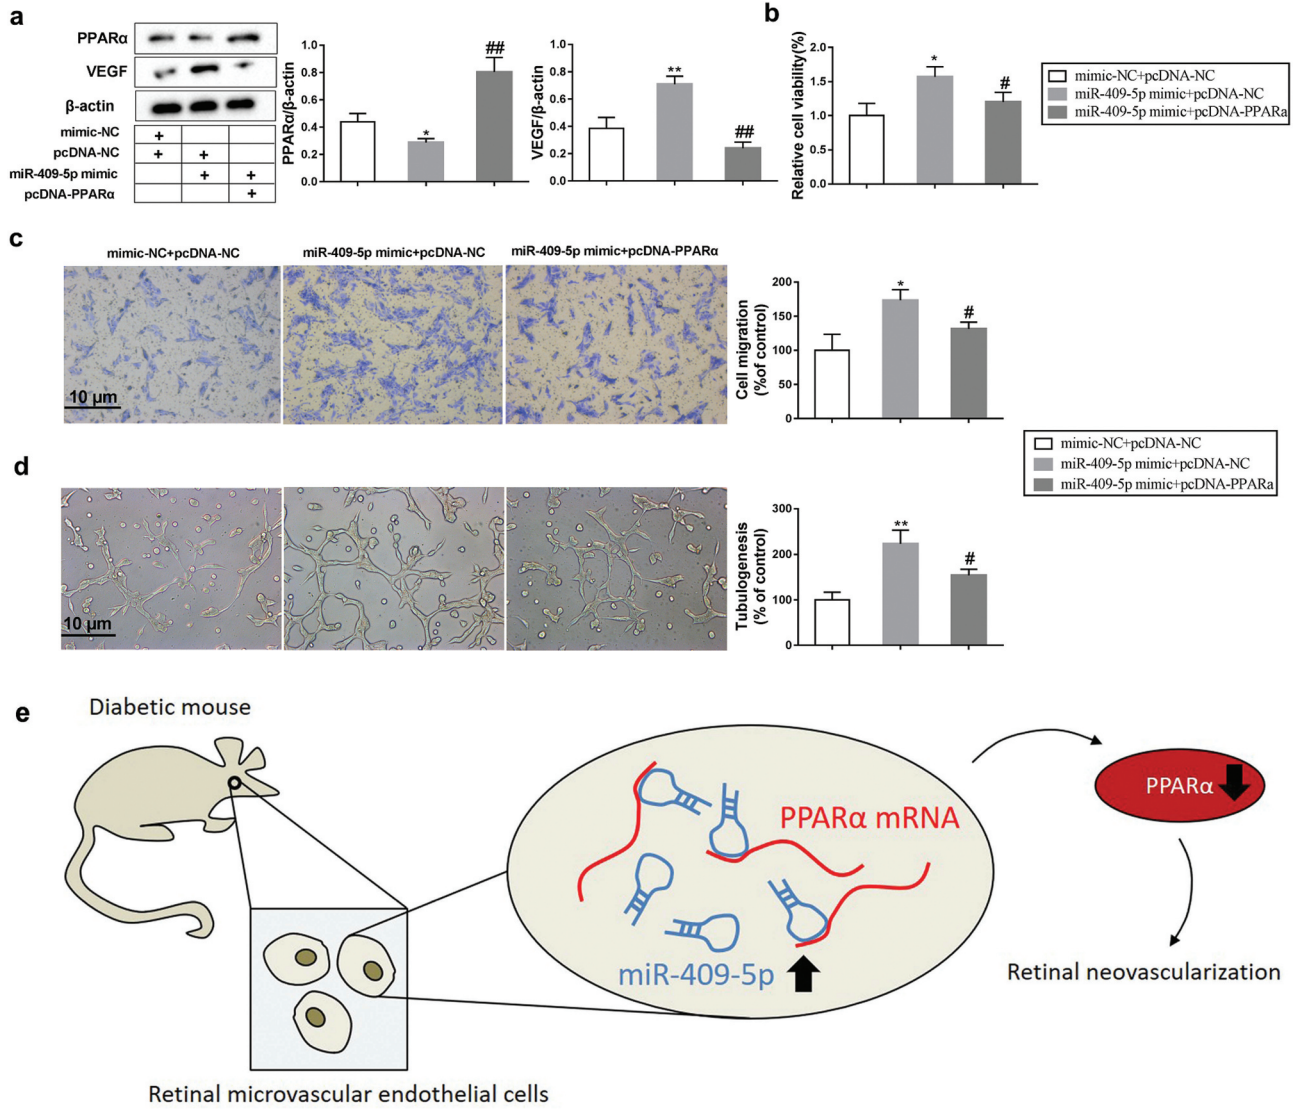 a
PPARα
VEGF
β-actin
mimic-NC
+
pcDNA-NC
+
+
miR-409-5p mimic
+
+
pcDNA-PPARα
+
PPARα/β-actin
1.0
0.8
0.6
0.4
0.2
0.0
*
##
VEGF/β-actin
1.0
0.8
0.6
0.4
0.2
0.0
**
##
b
Relative cell viability(%)
2.0
1.5
1.0
0.5
0.0
*
#
mimic-NC+pcDNA-NC
miR-409-5p mimic+pcDNA-NC
miR-409-5p mimic+pcDNA-PPARa
c
mimic-NC+pcDNA-NC
miR-409-5p mimic+pcDNA-NC
miR-409-5p mimic+pcDNA-PPARα
10 μm
Cell migration
(%of control)
200
150
100
50
0
*
#
mimic-NC+pcDNA-NC
miR-409-5p mimic+pcDNA-NC
miR-409-5p mimic+pcDNA-PPARa
d
10 μm
Tubulogenesis
(% of control)
300
200
100
0
**
#
e
Diabetic mouse
PPARα mRNA
miR-409-5p
PPARα
Retinal neovascularization
Retinal microvascular endothelial cells